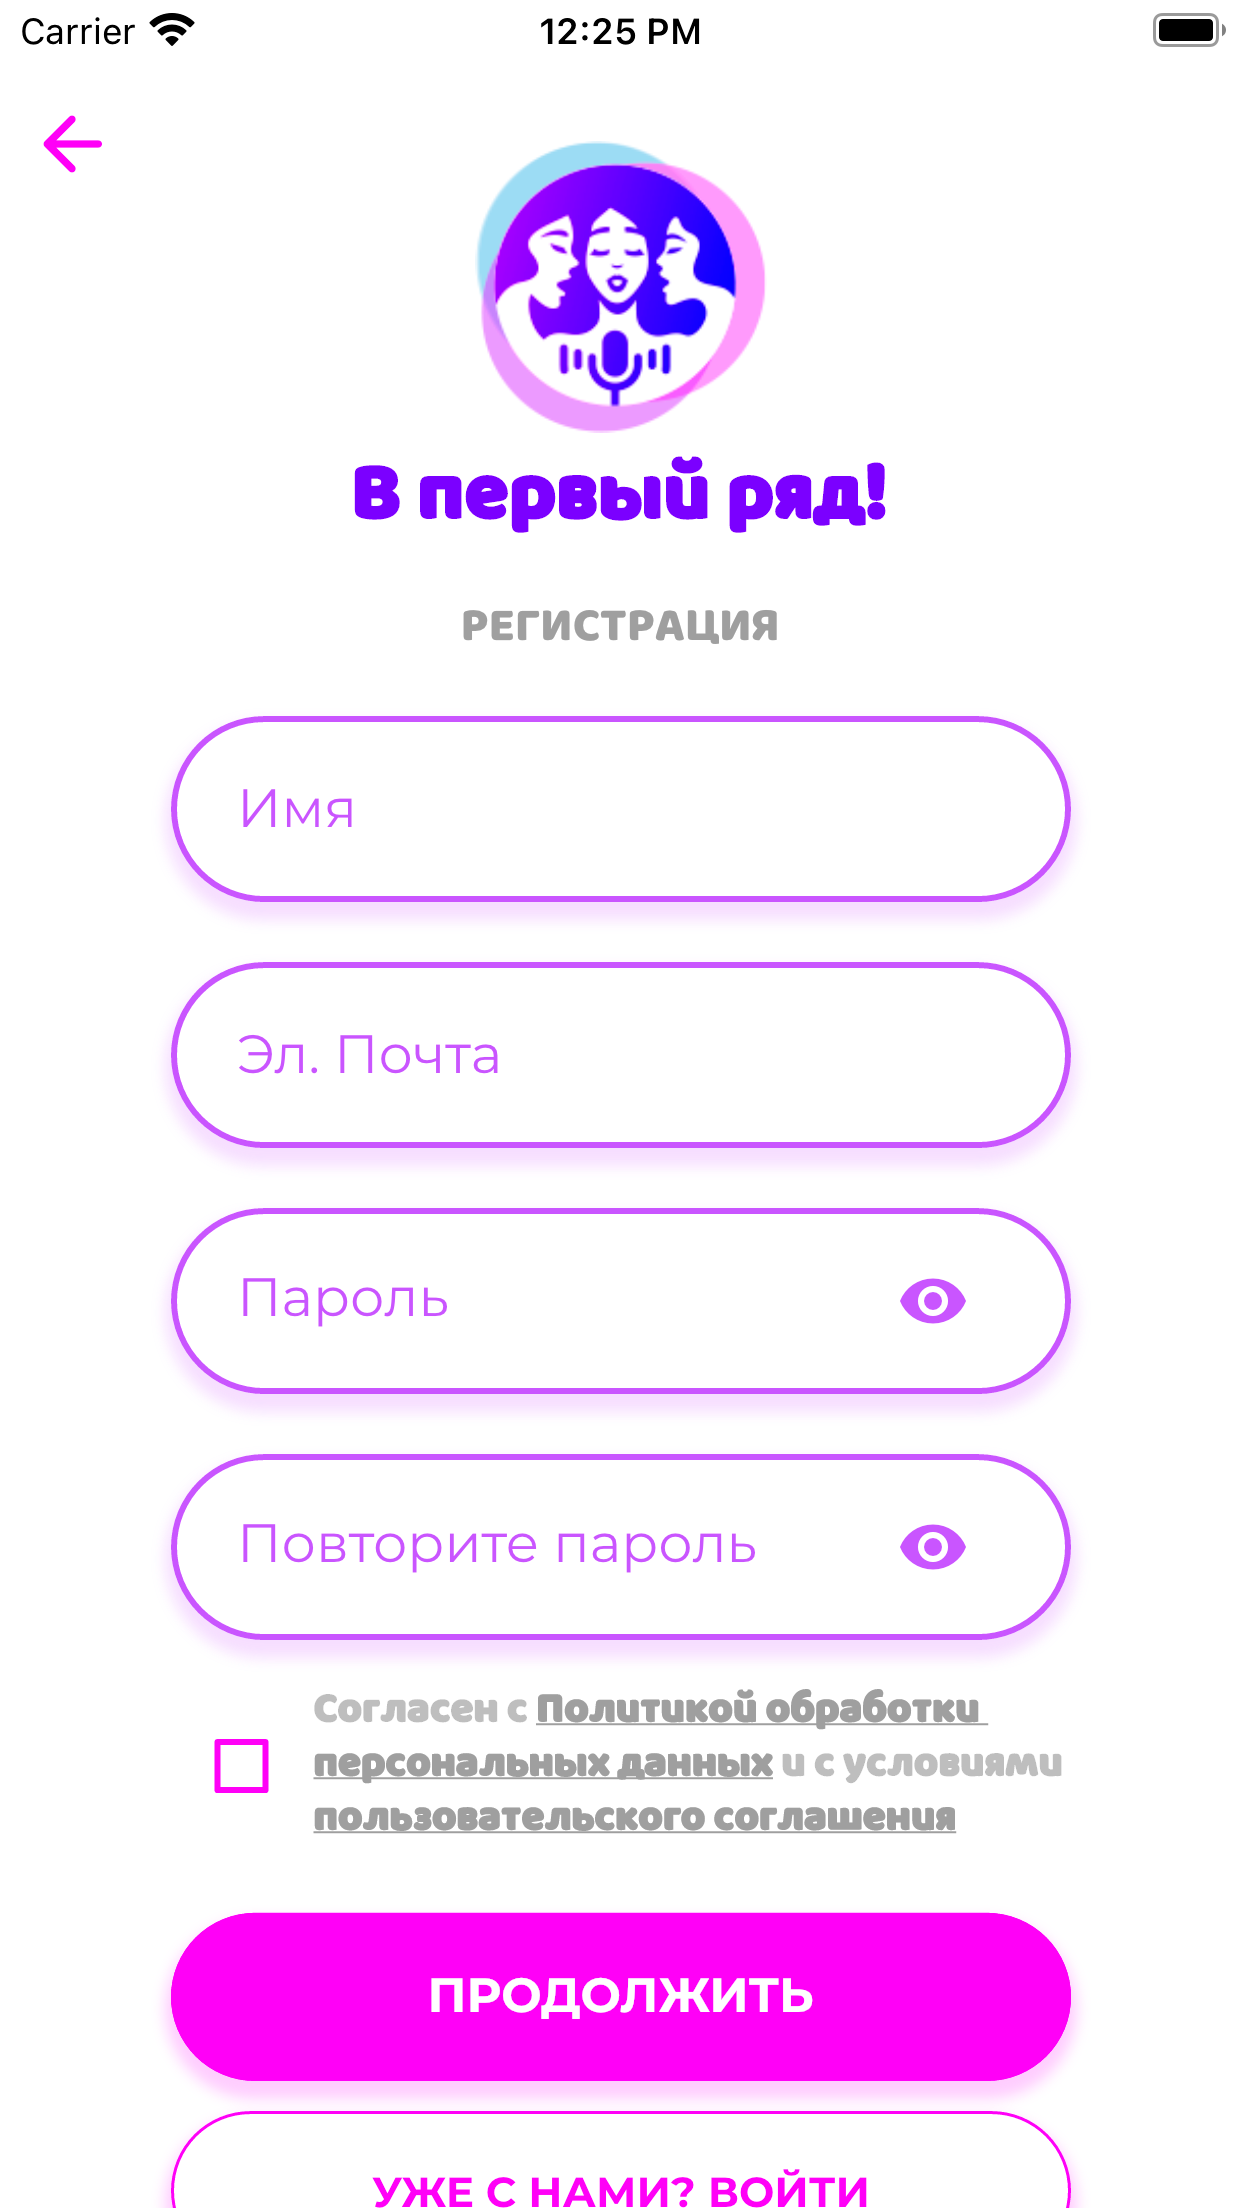 Carrier
12:25 PM
В первый ряд!
РЕГИСТРАЦИЯ
Имя
Эл. Почта
Пароль
Повторите пароль
Согласен с Политикой обработки
персональных данных и с условиями
пользовательского соглашения
ПРОДОЛЖИТЬ
УЖЕ С НАМИ? ВОЙТИ